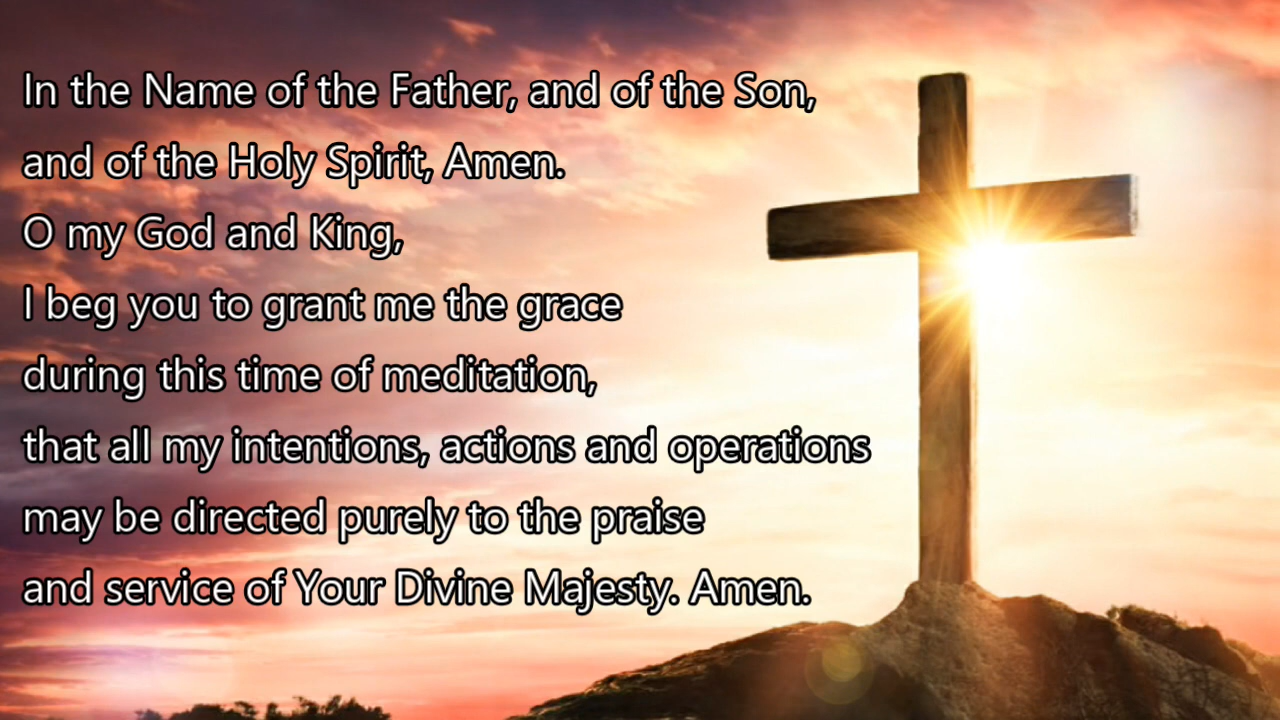 In the Name of the Father, and of the Son,
and of the Holy Spirit, Amen.
O my God and King,
I beg you to grant me the grace
during this time of meditation,
that all my intentions, actions and operations
may be directed purely to the praise
and service of Your Divine Majesty. Amen.